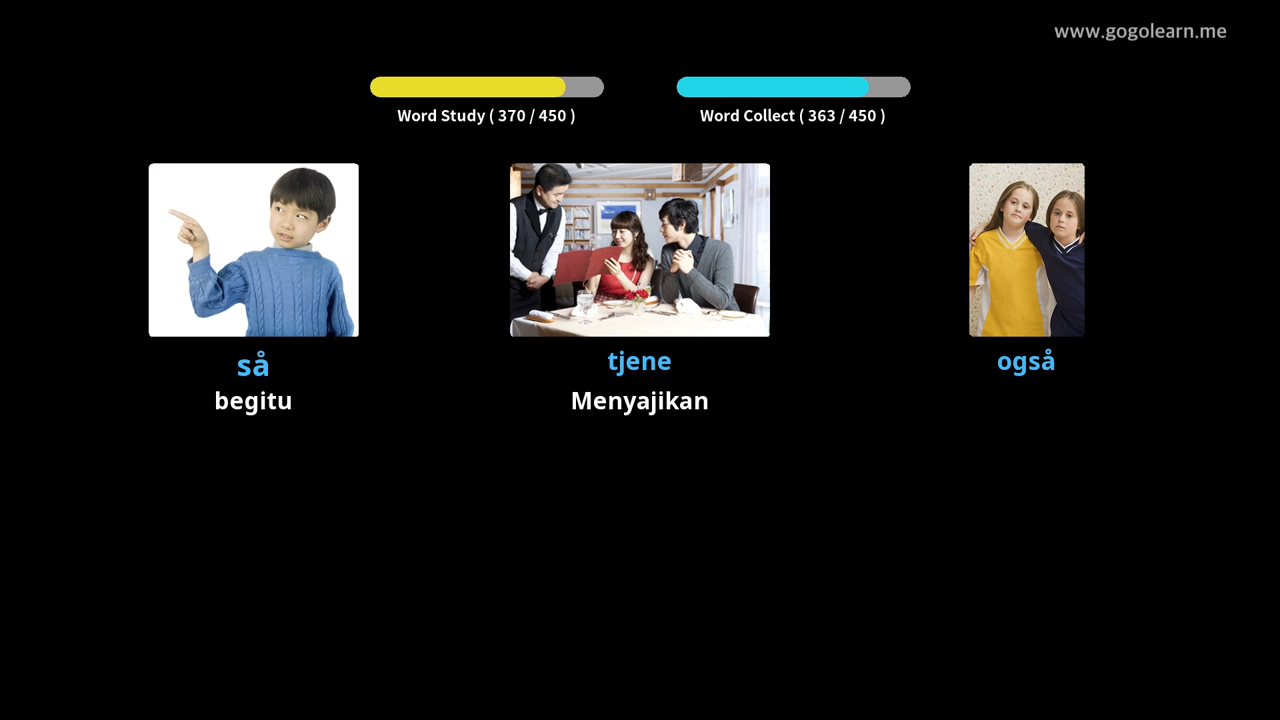 www.gogolearn.me
Word Study ( 370 / 450 )
Word Collect ( 363 / 450 )
så
tjene
også
begitu
Menyajikan